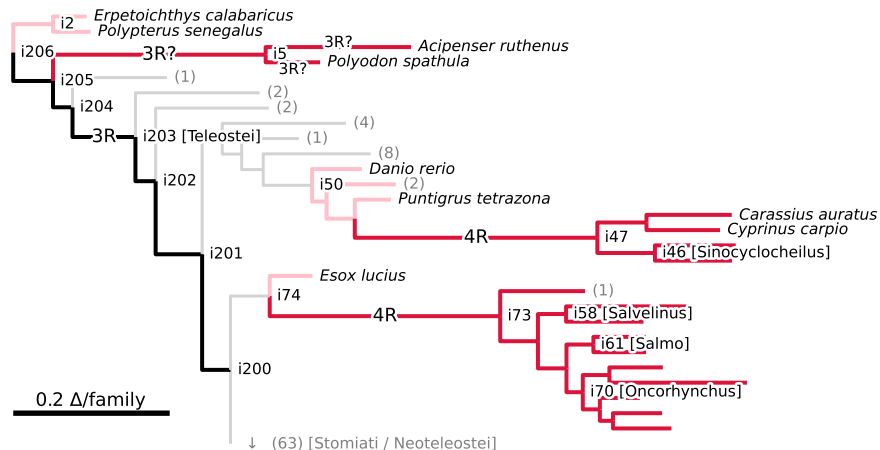 Erpetoichthys calabaricus
i2
Polypterus senegalus
3R?
Acipenser ruthenus
i206
3R?
i5
3R?
Polyodon spathula
(1)
i205
(2)
i204
(2)
(4)
3R
i203 [Teleostei]
(1)
(8)
Danio rerio
i202
i50
(2)
Puntigrus tetrazona
Carassius auratus
4R
i47
Cyprinus carpio
i201
i46 [Sinocyclocheilus]
Esox lucius
i74
(1)
4R
i73
i58 [Salvelinus]
i61 [Salmo]
i200
i70 [Oncorhynchus]
0.2 Δ/family
↓ (63) [Stomiati / Neoteleostei]